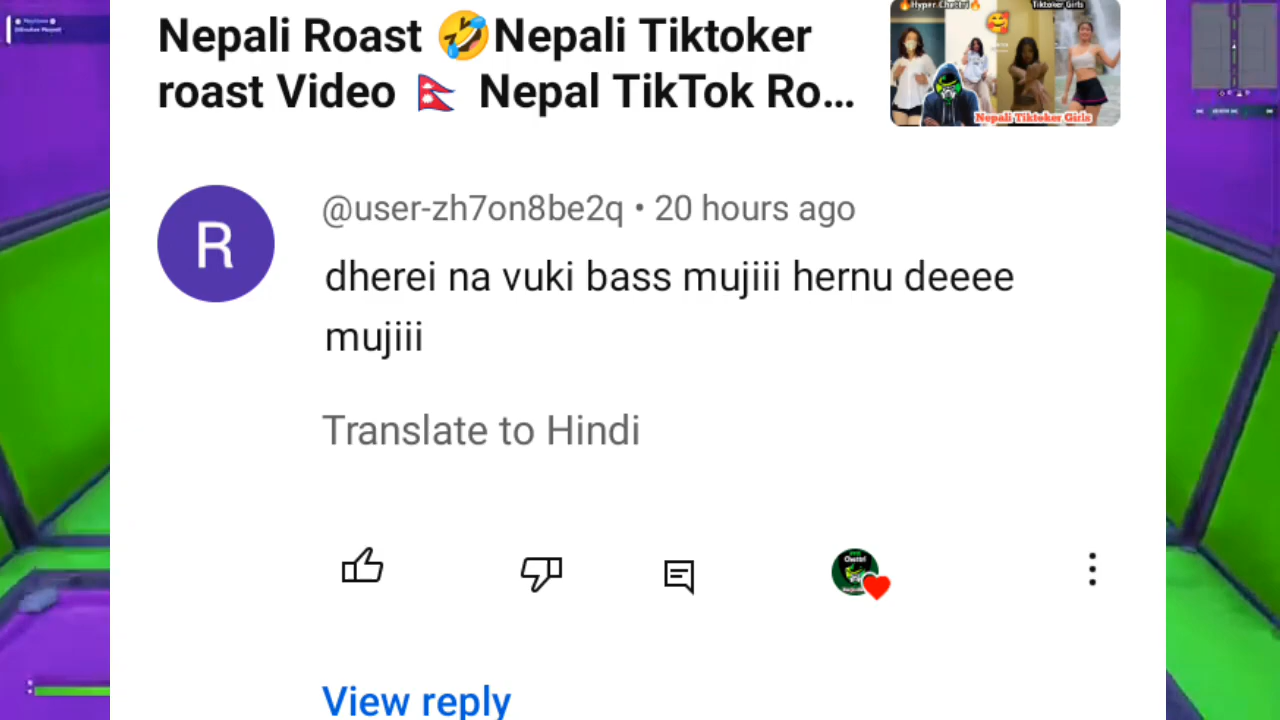 Nepali Roast 🤣Nepali Tiktoker
roast Video 🇳🇵 Nepal TikTok Ro...
🔥Hyper Chettri🔥
Tiktoker Girls
Nepali Tiktoker Girls
R
@user-zh7on8be2q • 20 hours ago
dherei na vuki bass mujiii hernu deeee
mujiii
Translate to Hindi
Chettri
View reply